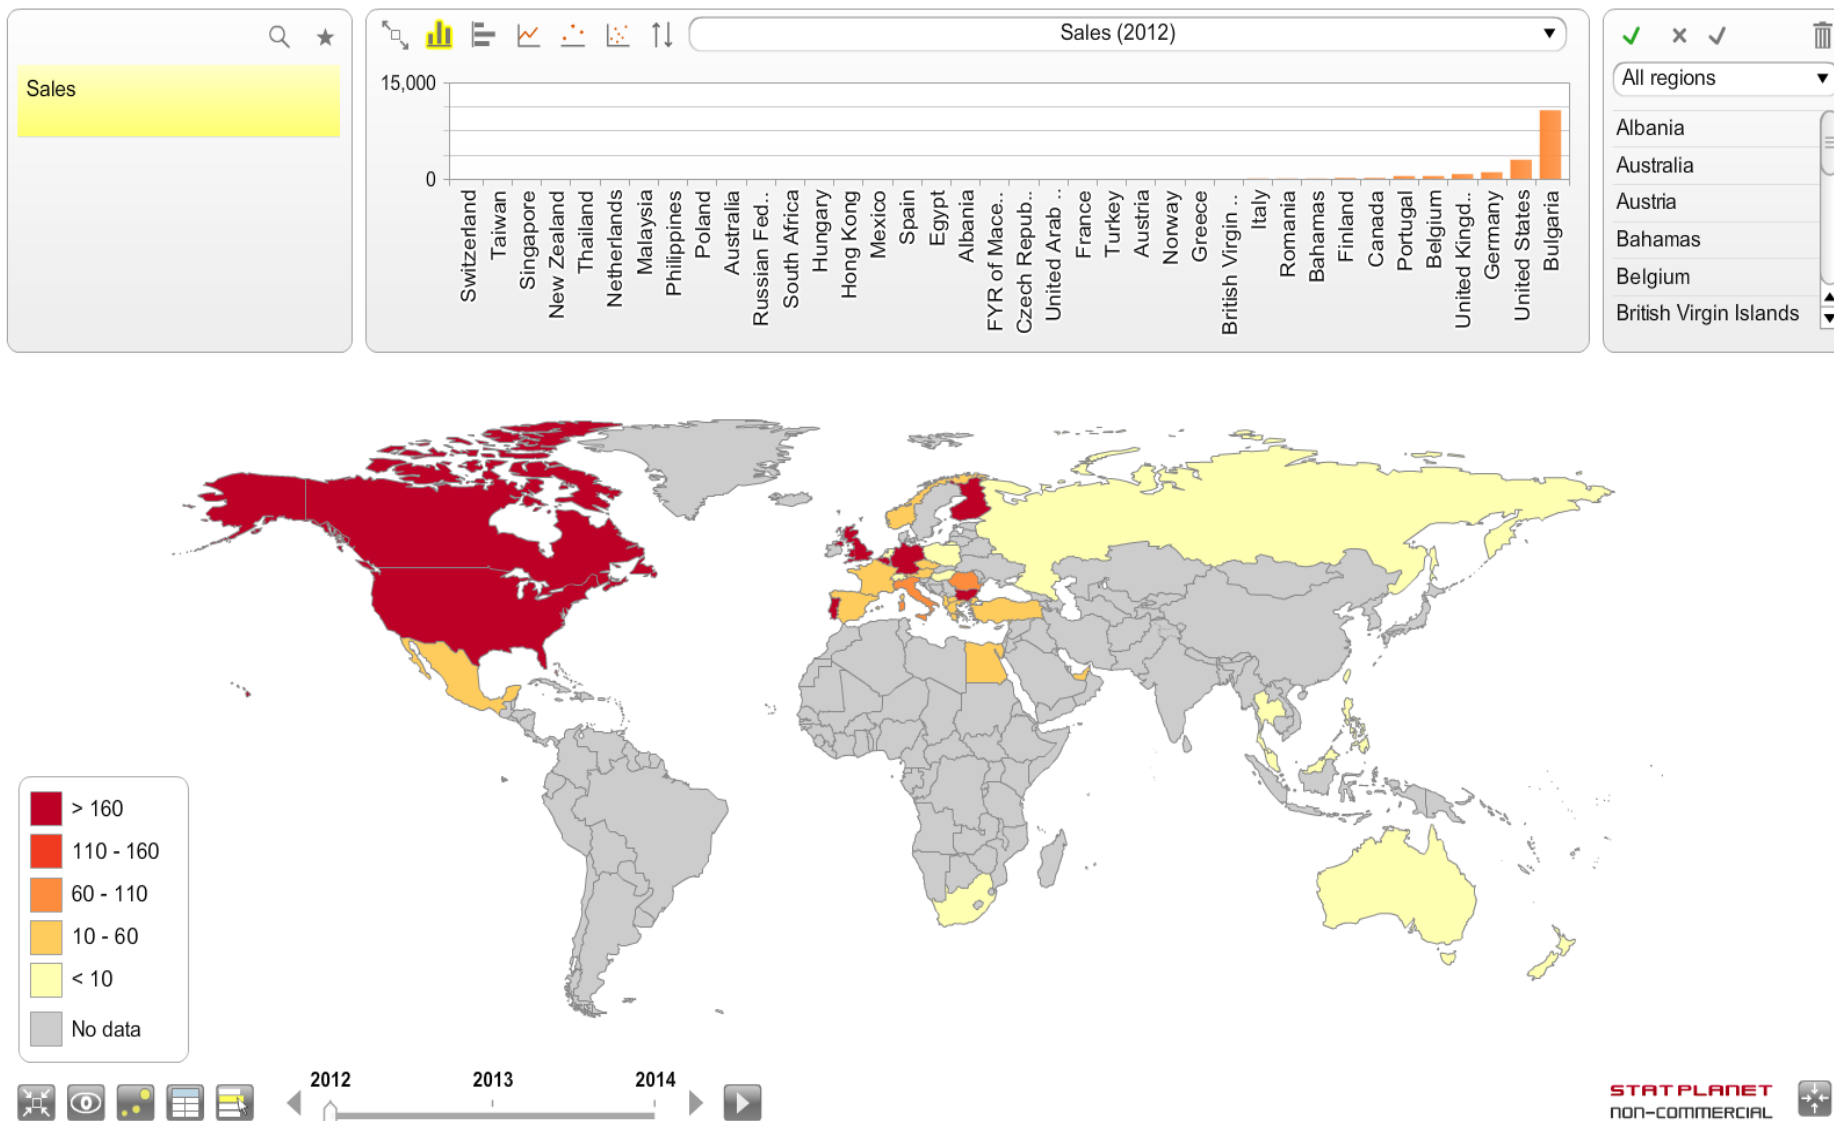 Sales
Sales (2012)
15,000
0
Switzerland
Taiwan
Singapore
New Zealand
Thailand
Netherlands
Malaysia
Philippines
Poland
Australia
Russian Fed..
South Africa
Hungary
Hong Kong
Mexico
Spain
Egypt
Albania
FYR of Mace..
Czech Repub..
United Arab ..
France
Turkey
Austria
Norway
Greece
British Virgin ..
Italy
Romania
Bahamas
Finland
Canada
Portugal
Belgium
United Kingd..
Germany
United States
Bulgaria
All regions
Albania
Australia
Austria
Bahamas
Belgium
British Virgin Islands
> 160
110 - 160
60 - 110
10 - 60
< 10
No data
2012
2013
2014
STATPLANET
NON-COMMERCIAL